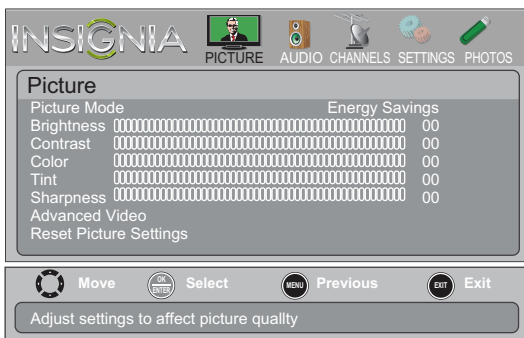 INSIGNIA
PICTURE AUDIO CHANNELS SETTINGS PHOTOS
Picture
Picture Mode Energy Savings
Brightness 00
Contrast 00
Color 00
Tint 00
Sharpness 00
Advanced Video
Reset Picture Settings
Move OK ENTER Select MENU Previous EXIT Exit
Adjust settings to affect picture quallty